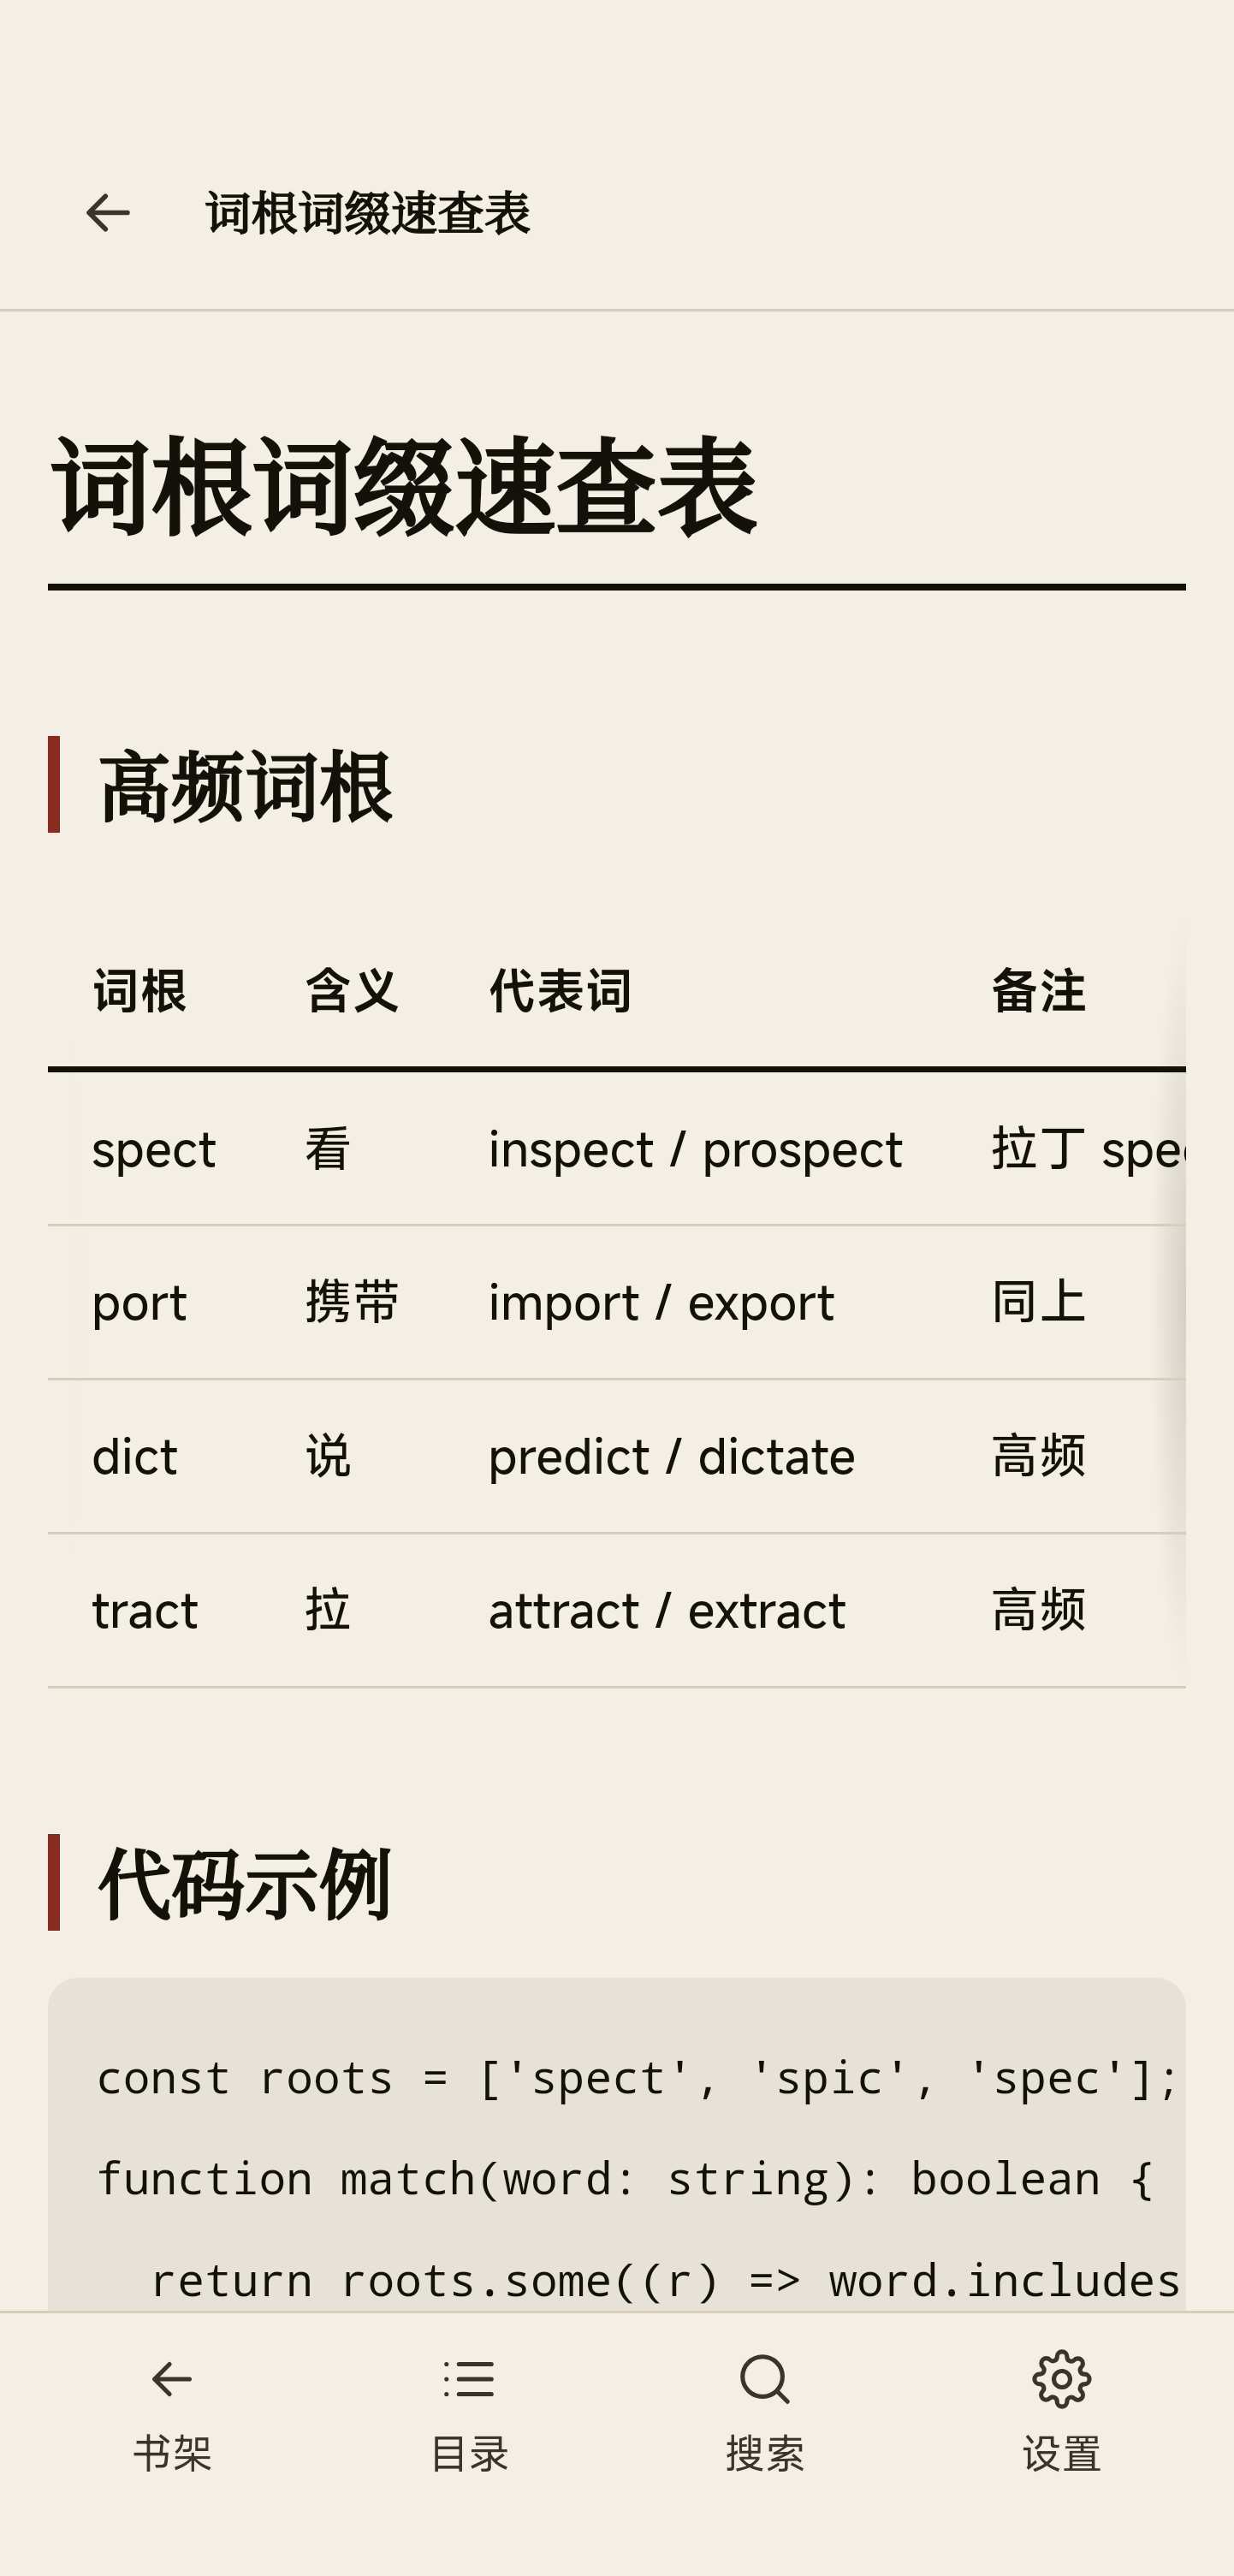 词根词缀速查表
词根词缀速查表
高频词根
词根 含义 代表词 备注
spect 看 inspect / prospect 拉丁 spec
port 携带 import / export 同上
dict 说 predict / dictate 高频
tract 拉 attract / extract 高频
代码示例
const roots = ['spect', 'spic', 'spec'];
function match(word: string): boolean {
  return roots.some((r) => word.includes
书架 目录 搜索 设置